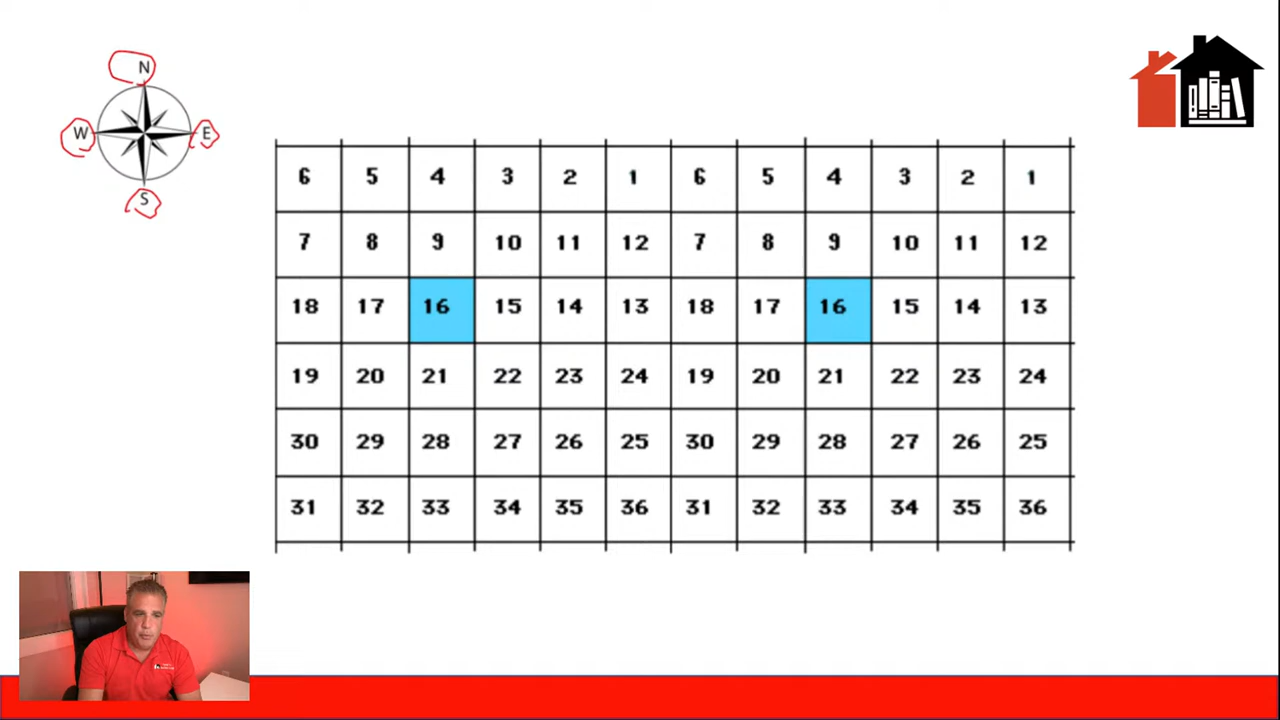 N
W E
S
6 5 4 3 2 1 6 5 4 3 2 1
7 8 9 10 11 12 7 8 9 10 11 12
18 17 16 15 14 13 18 17 16 15 14 13
19 20 21 22 23 24 19 20 21 22 23 24
30 29 28 27 26 25 30 29 28 27 26 25
31 32 33 34 35 36 31 32 33 34 35 36